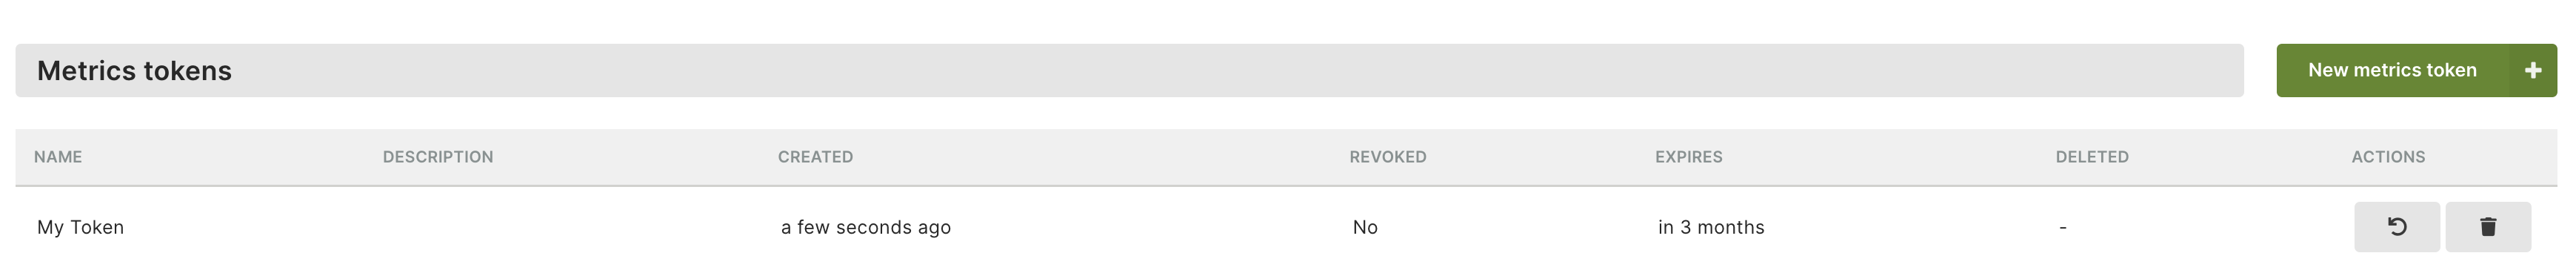 Metrics tokens
New metrics token
NAME DESCRIPTION CREATED REVOKED EXPIRES DELETED ACTIONS
My Token a few seconds ago No in 3 months -